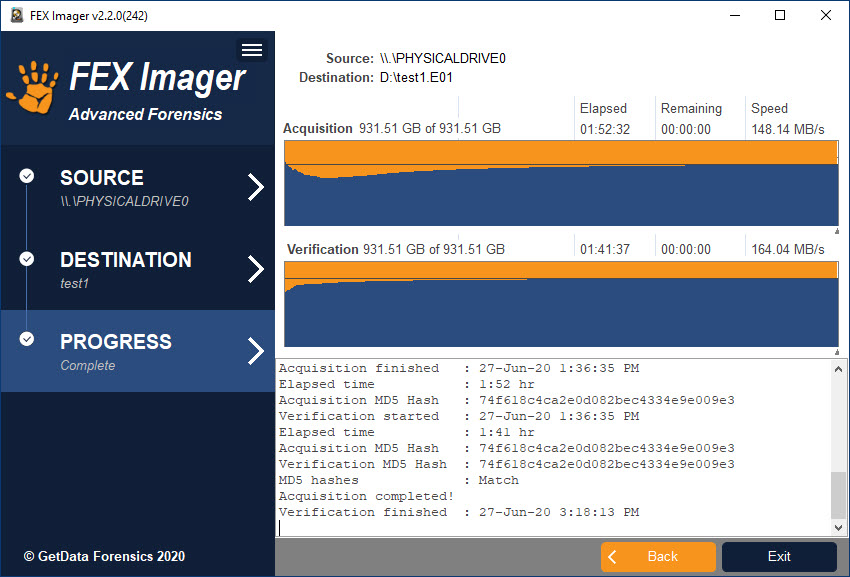 FEX Imager v2.2.0(242)
FEX Imager
Advanced Forensics
SOURCE
\\.\PHYSICALDRIVE0
DESTINATION
test1
PROGRESS
Complete
© GetData Forensics 2020
Source: \\.\PHYSICALDRIVE0
Destination: D:\test1.E01
Elapsed Remaining Speed
Acquisition 931.51 GB of 931.51 GB 01:52:32 00:00:00 148.14 MB/s
Verification 931.51 GB of 931.51 GB 01:41:37 00:00:00 164.04 MB/s
Acquisition finished : 27-Jun-20 1:36:35 PM
Elapsed time : 1:52 hr
Acquisition MD5 Hash : 74f618c4ca2e0d082bec4334e9e009e3
Verification started : 27-Jun-20 1:36:35 PM
Elapsed time : 1:41 hr
Acquisition MD5 Hash : 74f618c4ca2e0d082bec4334e9e009e3
Verification MD5 Hash : 74f618c4ca2e0d082bec4334e9e009e3
MD5 hashes : Match
Acquisition completed!
Verification finished : 27-Jun-20 3:18:13 PM
Back
Exit